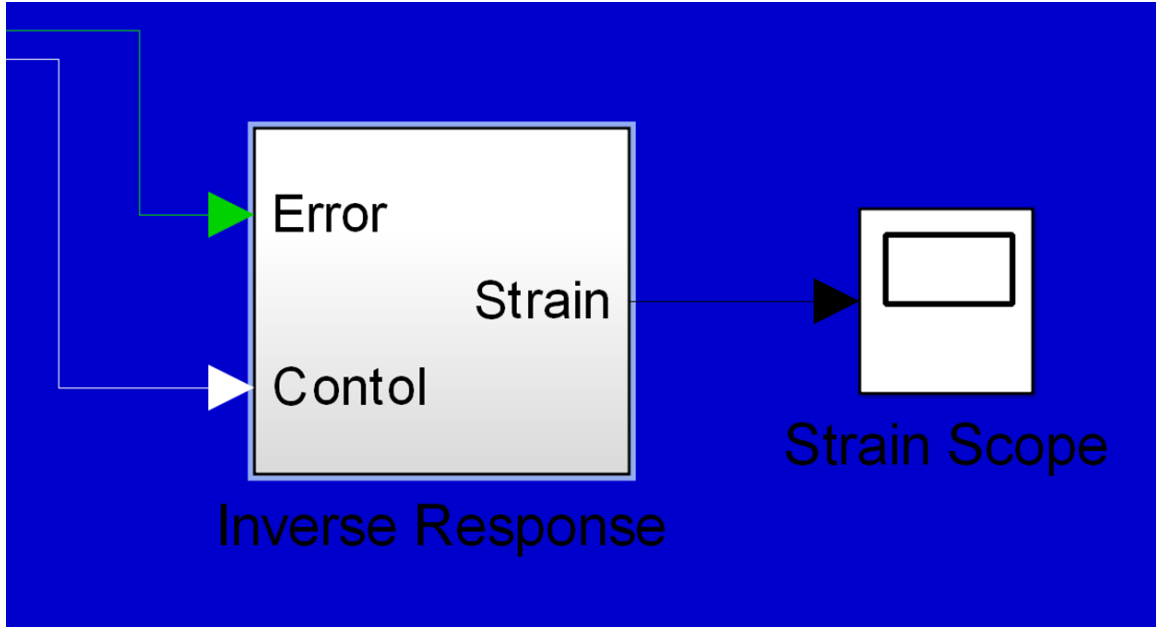 Error
Strain
Contol
Strain Scope
Inverse Response